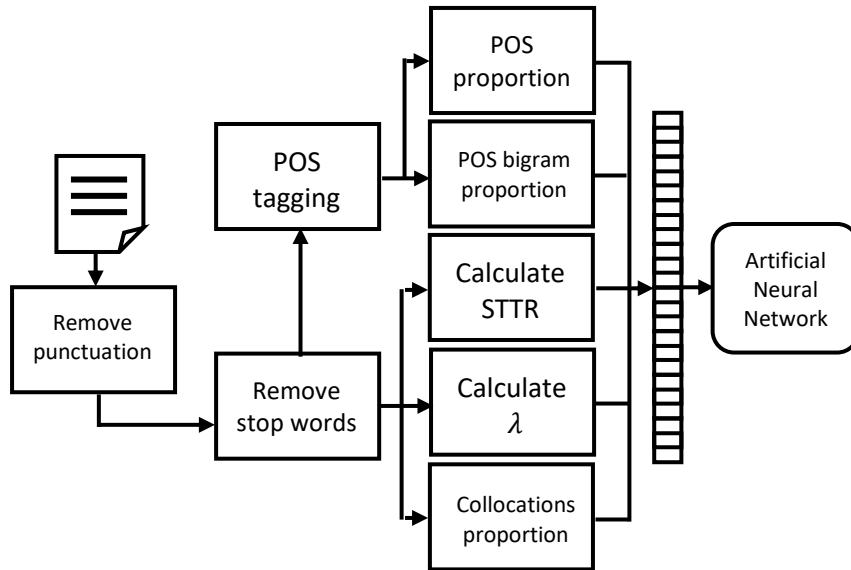 POS
proportion
POS
tagging
POS bigram
proportion
Remove
punctuation
Remove
stop words
Calculate
STTR
Calculate
λ
Collocations
proportion
Artificial
Neural
Network